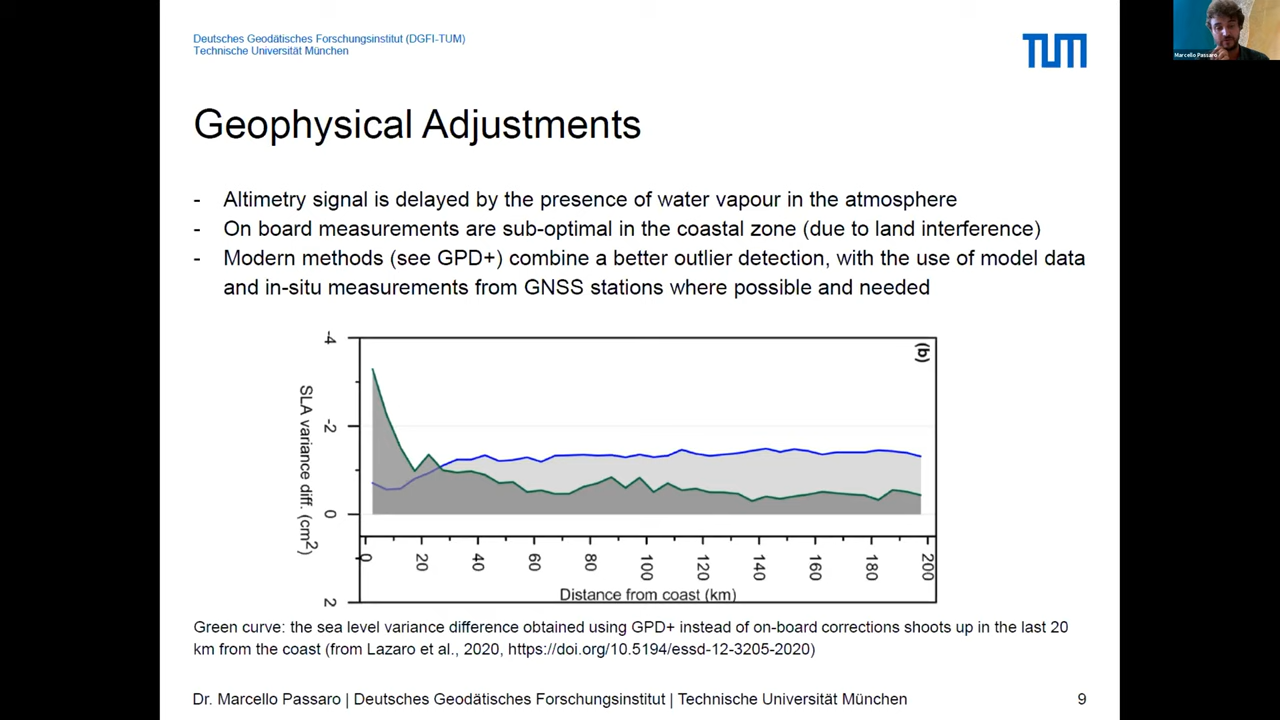 Deutsches Geodätisches Forschungsinstitut (DGFI-TUM)
Technische Universität München
TUM
Marcello Passaro
Geophysical Adjustments
- Altimetry signal is delayed by the presence of water vapour in the atmosphere
- On board measurements are sub-optimal in the coastal zone (due to land interference)
- Modern methods (see GPD+) combine a better outlier detection, with the use of model data
and in-situ measurements from GNSS stations where possible and needed
(b)
SLA variance diff. (cm2)
-4
-2
0
2
0 20 40 60 80 100 120 140 160 180 200
Distance from coast (km)
Green curve: the sea level variance difference obtained using GPD+ instead of on-board corrections shoots up in the last 20
km from the coast (from Lazaro et al., 2020, https://doi.org/10.5194/essd-12-3205-2020)
Dr. Marcello Passaro | Deutsches Geodätisches Forschungsinstitut | Technische Universität München
9